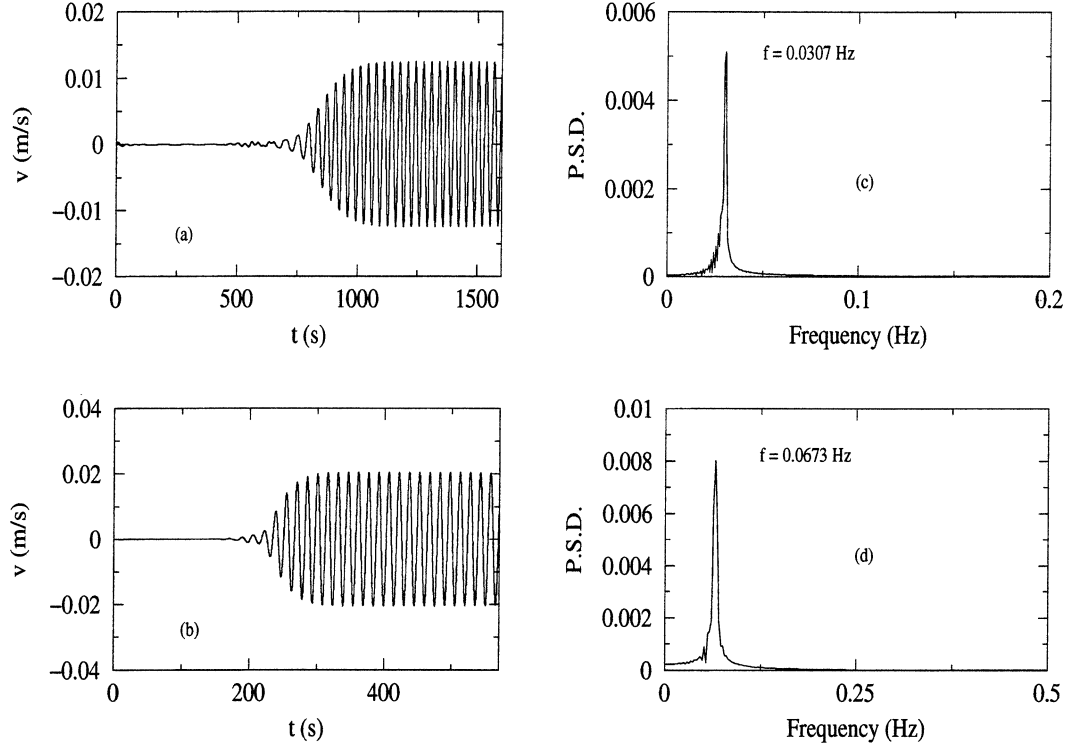 0.02
0.01
0
−0.01
−0.02
v (m/s)
(a)
0
500
1000
1500
t (s)
0.006
0.004
0.002
0
P.S.D.
f = 0.0307 Hz
(c)
0
0.1
0.2
Frequency (Hz)
0.04
0.02
0
−0.02
−0.04
v (m/s)
(b)
0
200
400
t (s)
0.01
0.008
0.006
0.004
0.002
0
P.S.D.
f = 0.0673 Hz
(d)
0
0.25
0.5
Frequency (Hz)